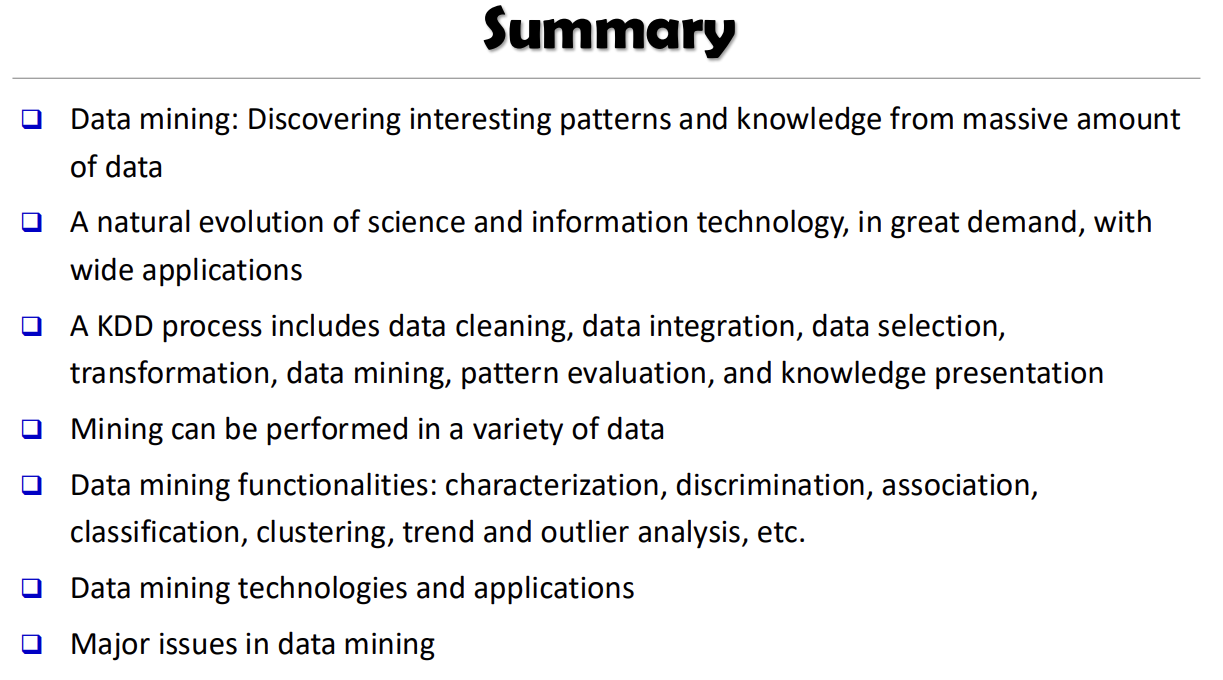 Summary
Data mining: Discovering interesting patterns and knowledge from massive amount
of data
A natural evolution of science and information technology, in great demand, with
wide applications
A KDD process includes data cleaning, data integration, data selection,
transformation, data mining, pattern evaluation, and knowledge presentation
Mining can be performed in a variety of data
Data mining functionalities: characterization, discrimination, association,
classification, clustering, trend and outlier analysis, etc.
Data mining technologies and applications
Major issues in data mining